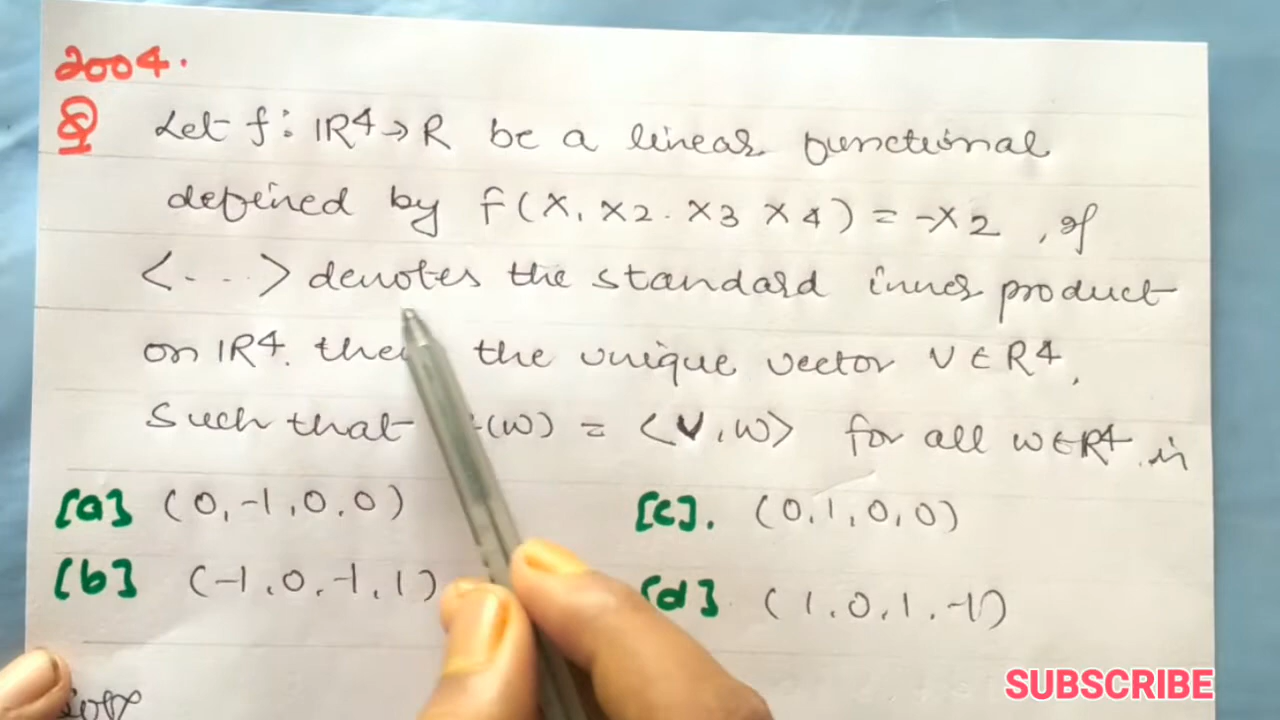 2004.
Q Let f: IR4→R be a linear functional
defined by f(x, x2. x3 x4) = -x2, if
<...> denotes the standard inner product
on IR4. the the unique vector V∈R4,
Such that (w) = <V, w> for all w∈R4. is
[a] (0,-1,0,0) [c]. (0,1,0,0)
[b] (-1,0,-1,1) [d] (1,0,1,-1)
SUBSCRIBE